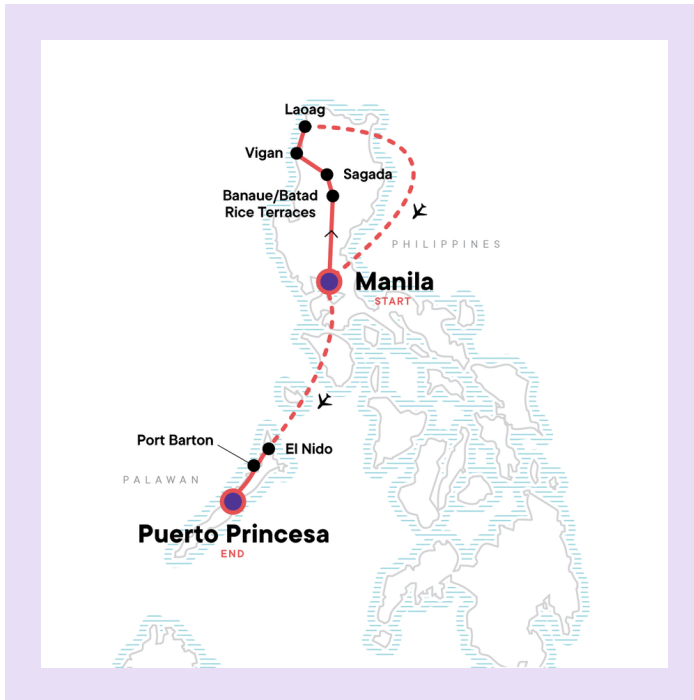 Laoag
Vigan
Sagada
Banaue/Batad
Rice Terraces
PHILIPPINES
Manila
START
Port Barton
El Nido
PALAWAN
Puerto Princesa
END